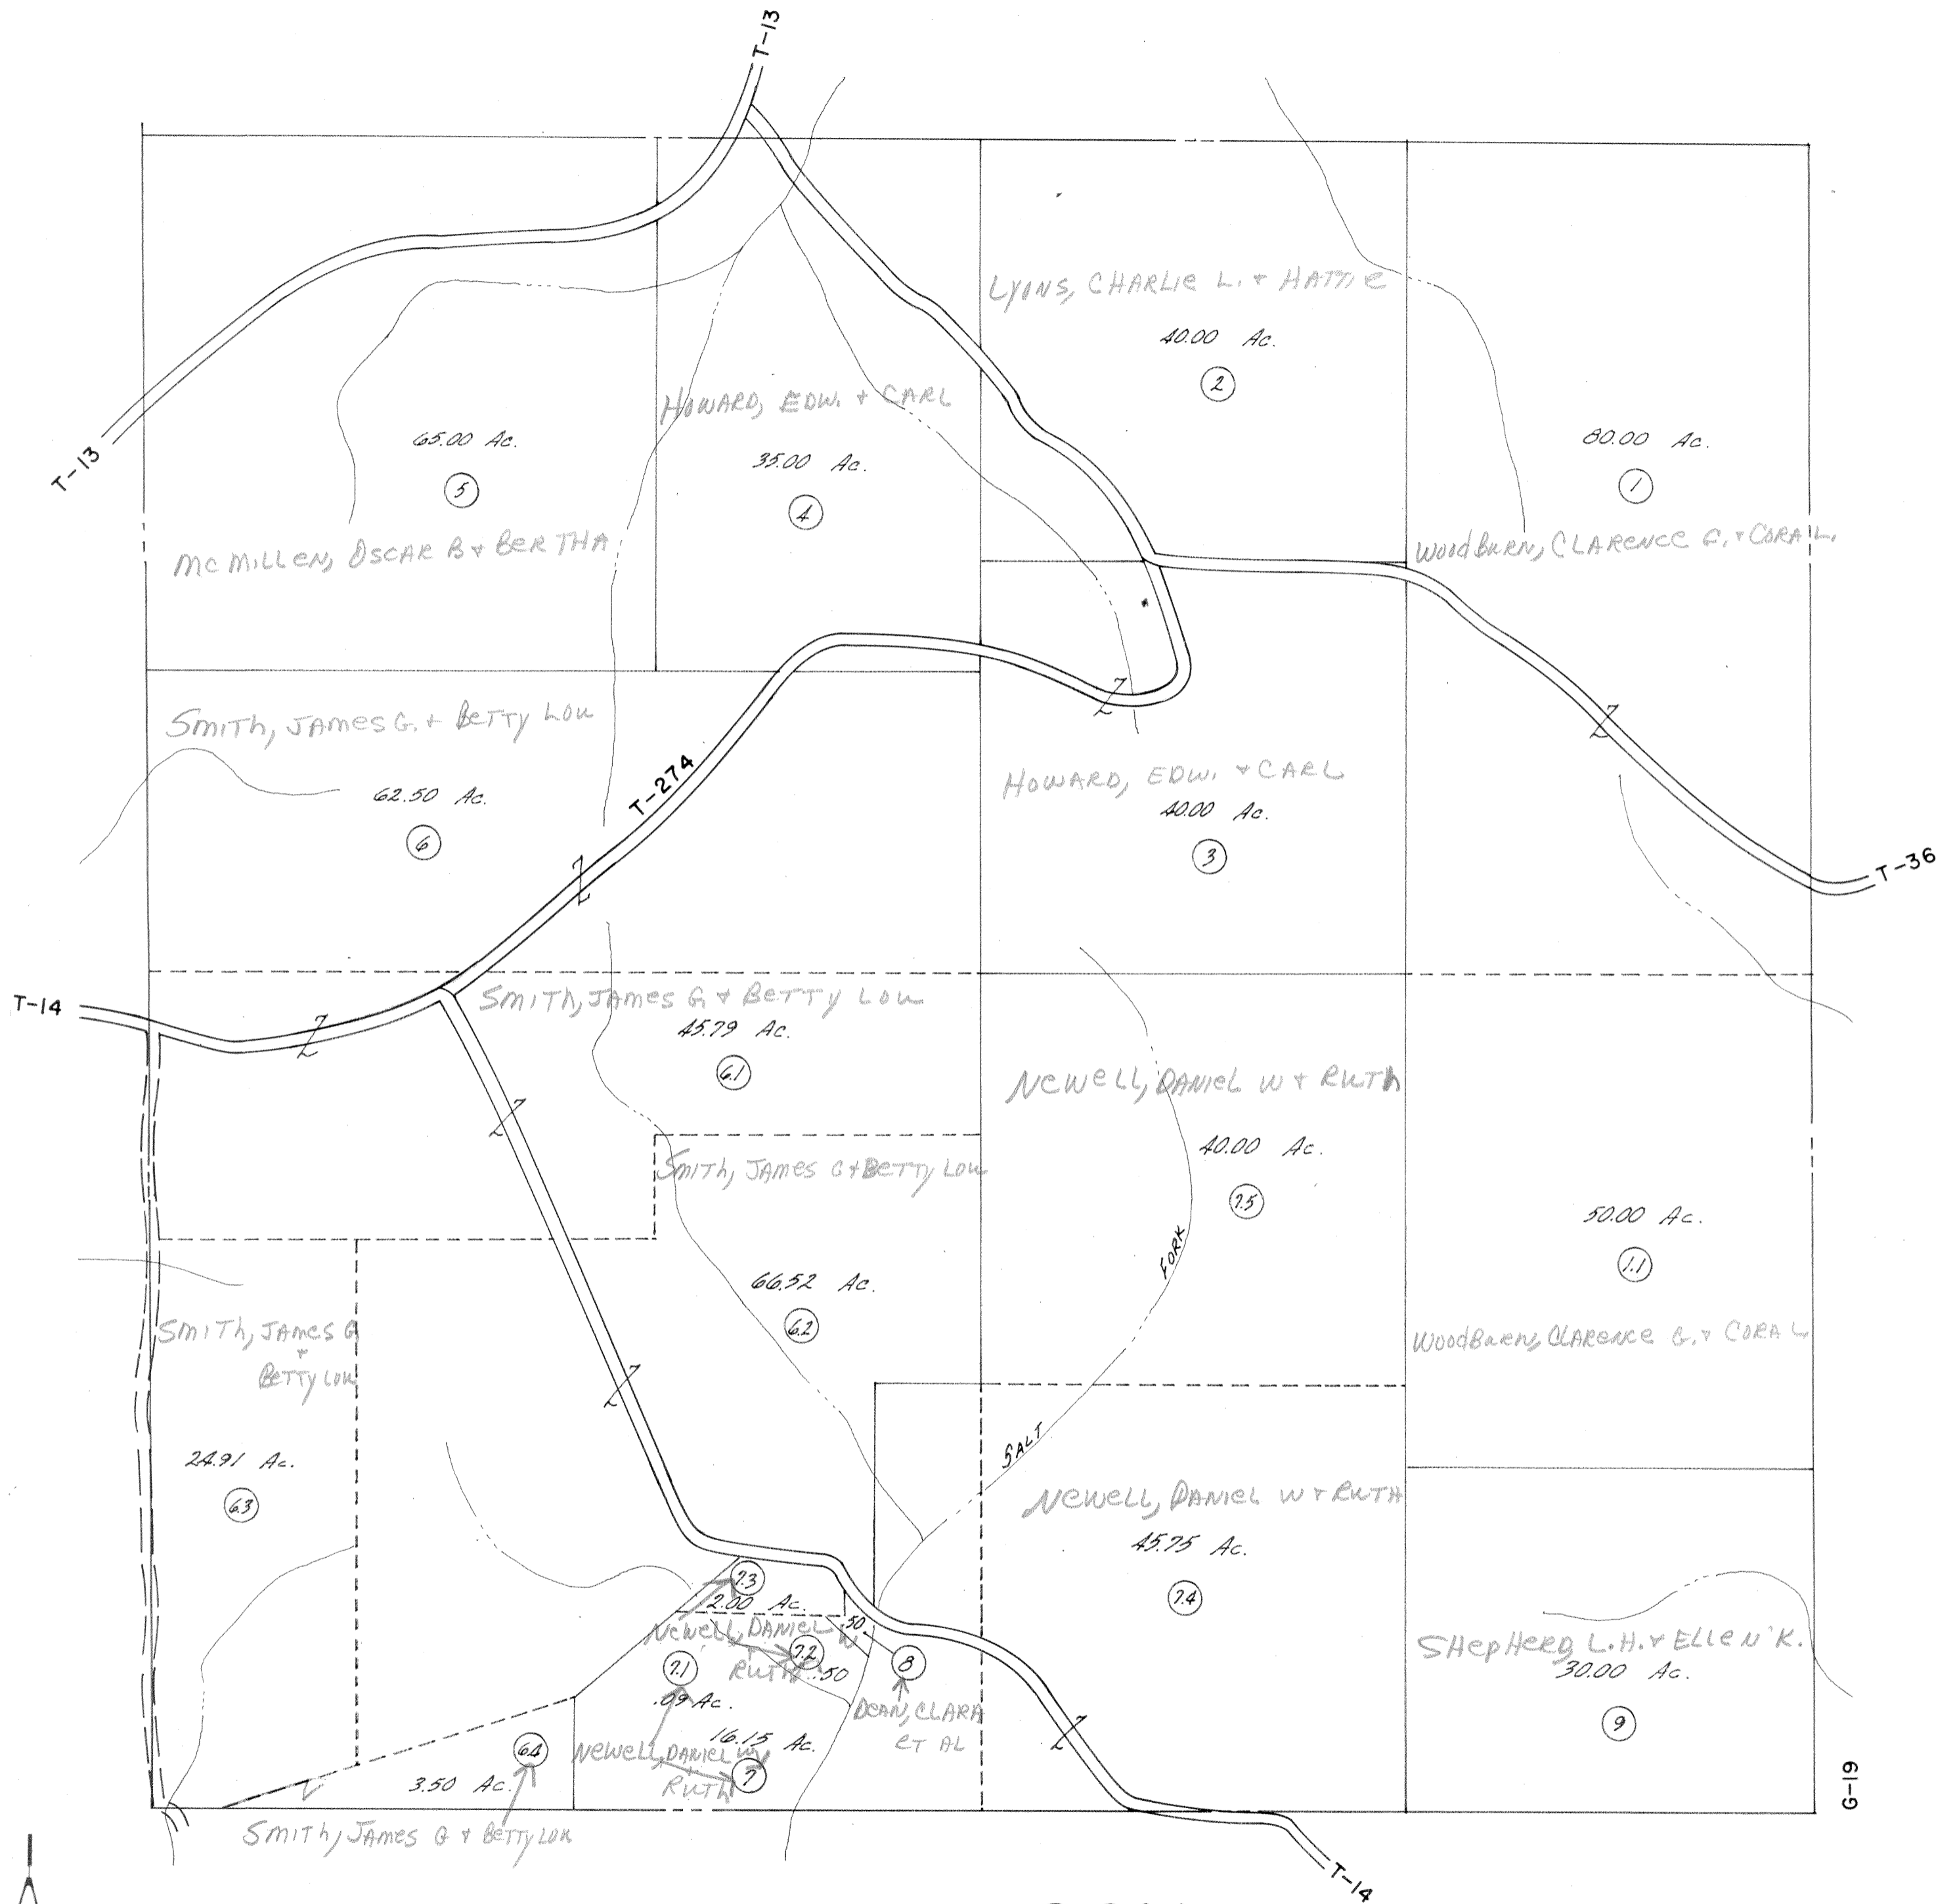 T-13
LYONS, CHARLIE L. + HATTIE
40.00 Ac.
2
HOWARD, EDW. + CARL
35.00 Ac.
4
65.00 Ac.
5
80.00 Ac.
1
T-13
McMILLEN, OSCAR B + BERTHA
WOODBURN, CLARENCE G. + CORA L.
SMITH, JAMES G. + BETTY LOU
62.50 Ac.
6
T-274
HOWARD, EDW. + CARL
40.00 Ac.
3
T-36
T-14
SMITH, JAMES G + BETTY LOU
45.79 Ac.
6.1
NEWELL, DANIEL W + RUTH
40.00 Ac.
7.5
SMITH, JAMES G + BETTY LOU
66.52 Ac.
6.2
FORK
SALT
50.00 Ac.
1.1
WOODBURN, CLARENCE G. + CORA L
SMITH, JAMES G
+
BETTY LOU
24.91 Ac.
6.3
NEWELL, DANIEL W + RUTH
45.75 Ac.
7.4
7.3
2.00 Ac.
.50
NEWELL, DANIEL W
+
RUTH
7.2
.50
8
7.1
.09 Ac.
DEAN, CLARA
ET AL
16.15 Ac.
NEWELL, DANIEL W
+
RUTH
7
6.4
3.50 Ac.
SMITH, JAMES G + BETTY LOU
SHEPHERD, L.H. + ELLEN K.
30.00 Ac.
9
G-19
T-14